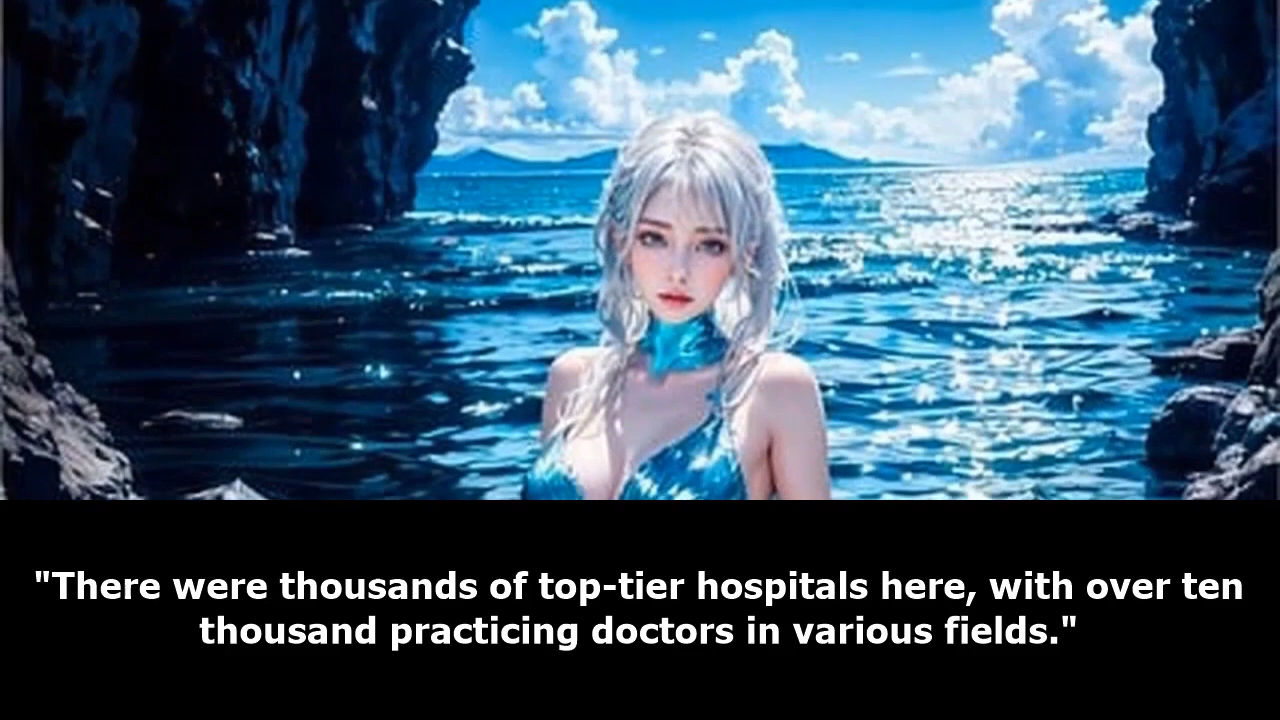 "There were thousands of top-tier hospitals here, with over ten
thousand practicing doctors in various fields."